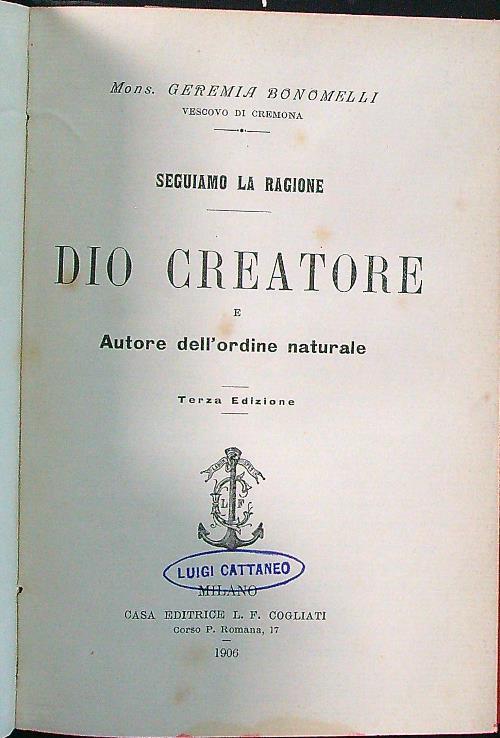 Mons. GEREMIA BONOMELLI
VESCOVO DI CREMONA
SEGUIAMO LA RAGIONE
DIO CREATORE
E
Autore dell'ordine naturale
Terza Edizione
L F
LUIGI CATTANEO
MILANO
CASA EDITRICE L. F. COGLIATI
Corso P. Romana, 17
1906